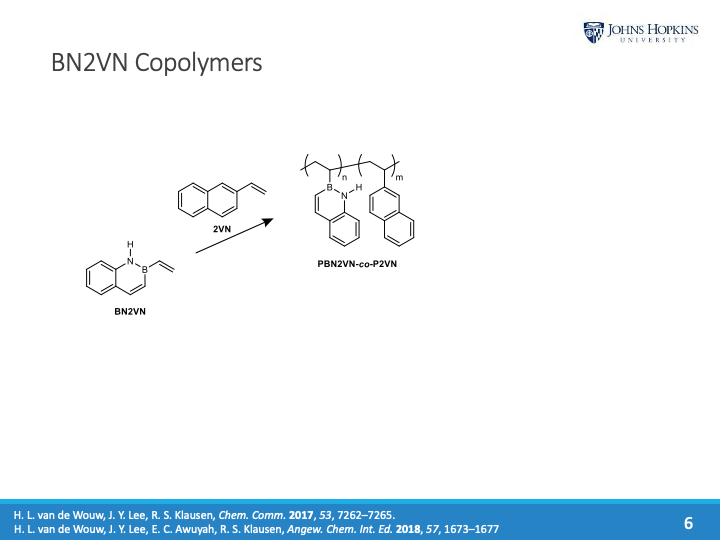 JOHNS HOPKINS
UNIVERSITY
BN2VN Copolymers
n
m
B
H
N
2VN
H
N
B
PBN2VN-co-P2VN
BN2VN
H. L. van de Wouw, J. Y. Lee, R. S. Klausen, Chem. Comm. 2017, 53, 7262–7265.
H. L. van de Wouw, J. Y. Lee, E. C. Awuyah, R. S. Klausen, Angew. Chem. Int. Ed. 2018, 57, 1673–1677
6